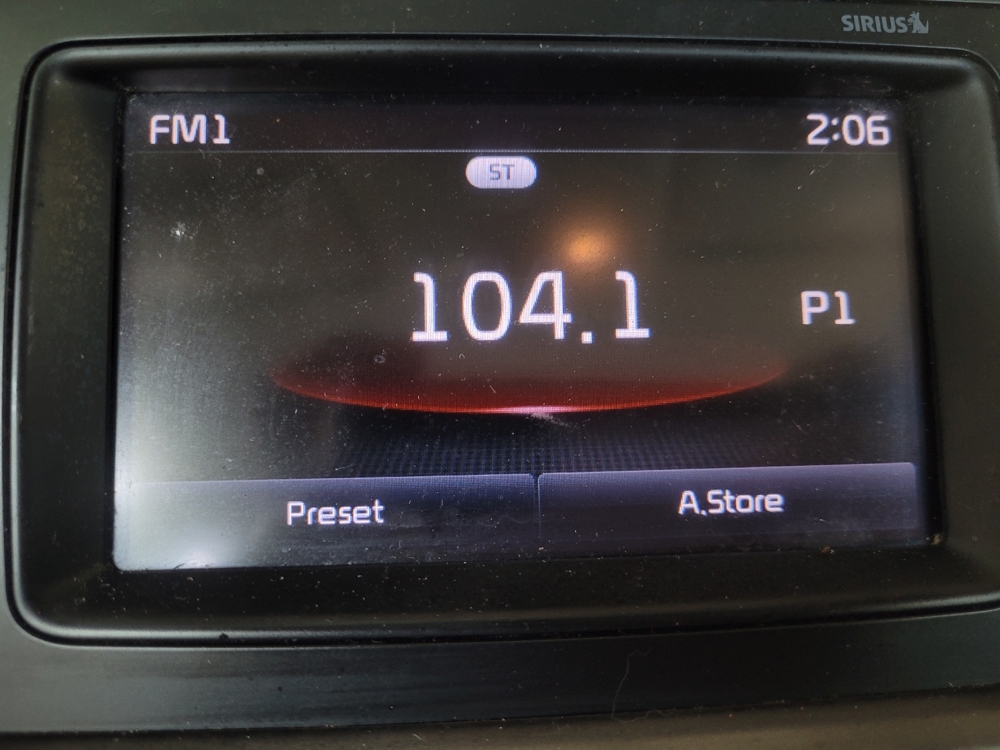 SIRIUS
FM1 2:06
ST
104.1 P1
Preset A.Store